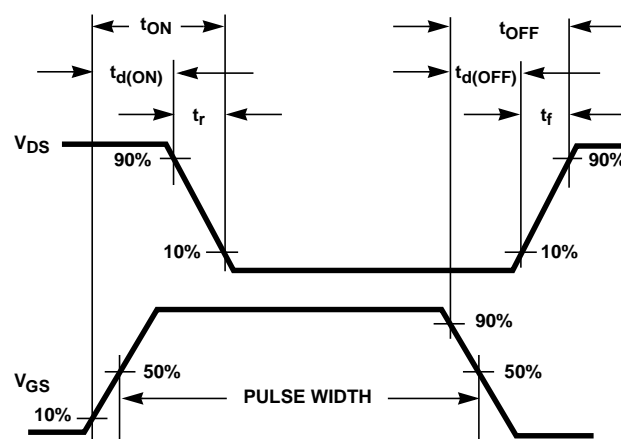 tON
tOFF
td(ON)
td(OFF)
tr
tf
VDS
90%
90%
10%
10%
90%
VGS
50%
50%
PULSE WIDTH
10%